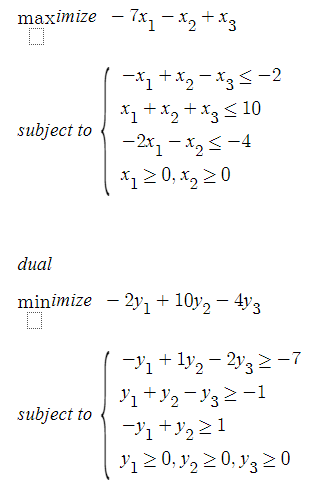 maximize − 7x₁ − x₂ + x₃
−x₁ + x₂ − x₃ ≤ −2
x₁ + x₂ + x₃ ≤ 10
subject to
−2x₁ − x₂ ≤ −4
x₁ ≥ 0, x₂ ≥ 0
dual
minimize − 2y₁ + 10y₂ − 4y₃
−y₁ + 1y₂ − 2y₃ ≥ −7
y₁ + y₂ − y₃ ≥ −1
subject to
−y₁ + y₂ ≥ 1
y₁ ≥ 0, y₂ ≥ 0, y₃ ≥ 0